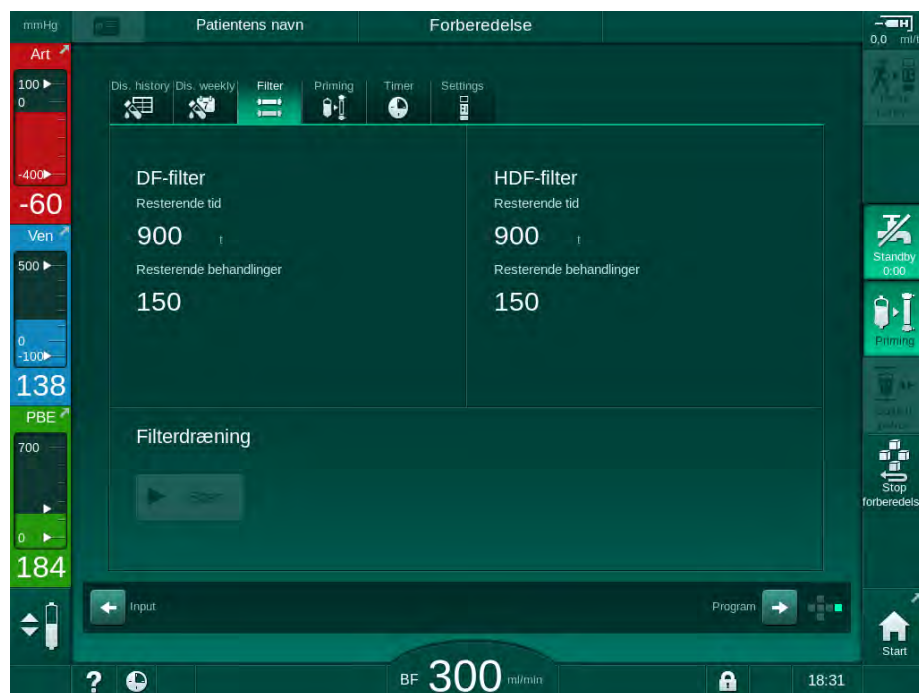 mmHg
Patientens navn
Forberedelse
0,0 ml/
Art
100
0
-400
-60
Ven
500
0
-100
138
PBE
700
0
184
Dis. history Dis. weekly Filter Priming Timer Settings
DF-filter
Resterende tid
900 t
Resterende behandlinger
150
HDF-filter
Resterende tid
900 t
Resterende behandlinger
150
Filterdræning
Start
Input
Program
Standby
0:00
Priming
Stop
forberedels
Start
? BF 300 ml/min 18:31